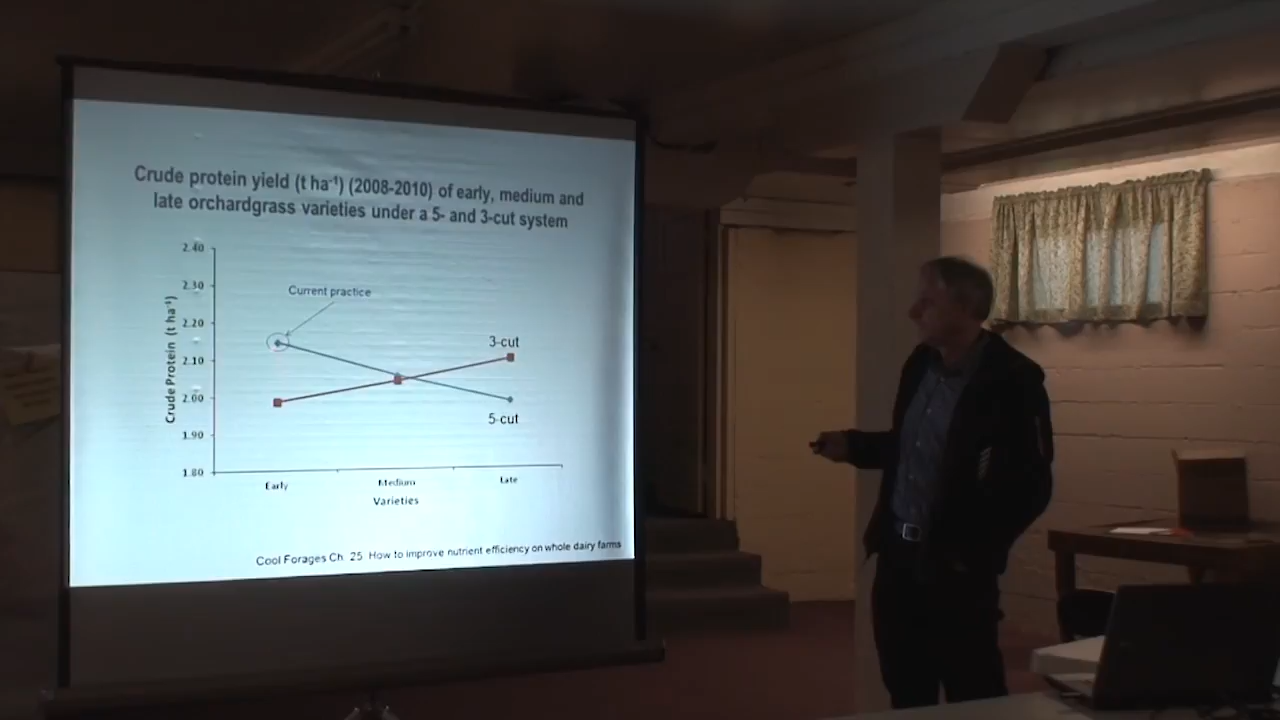 Crude protein yield (t ha-1) (2008-2010) of early, medium and
late orchardgrass varieties under a 5- and 3-cut system
2.40
2.30
2.20
2.10
2.00
1.90
1.80
Crude Protein (t ha-1)
Current practice
3-cut
5-cut
Early
Medium
Late
Varieties
Cool Forages Ch. 25 How to improve nutrient efficiency on whole dairy farms